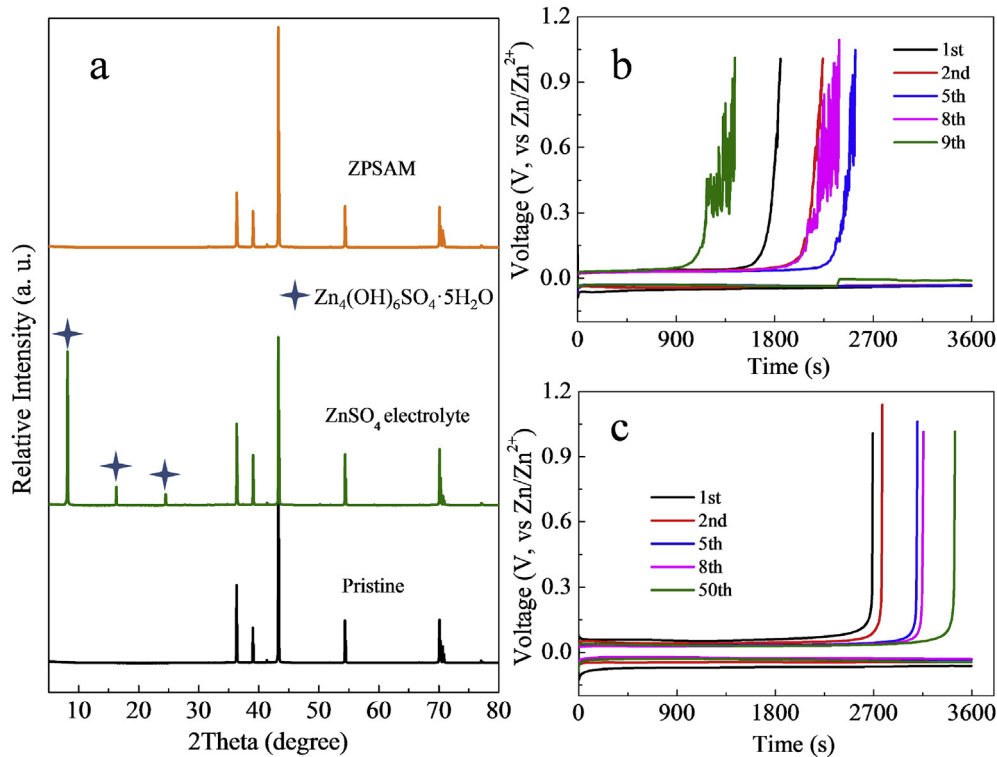 a
ZPSAM
Zn4(OH)6SO4·5H2O
ZnSO4 electrolyte
Pristine
Relative Intensity (a. u.)
10 20 30 40 50 60 70 80
2Theta (degree)
b
1.2
0.9
0.6
0.3
0.0
Voltage (V, vs Zn/Zn2+)
1st
2nd
5th
8th
9th
0 900 1800 2700 3600
Time (s)
c
1.2
0.9
0.6
0.3
0.0
Voltage (V, vs Zn/Zn2+)
1st
2nd
5th
8th
50th
0 900 1800 2700 3600
Time (s)